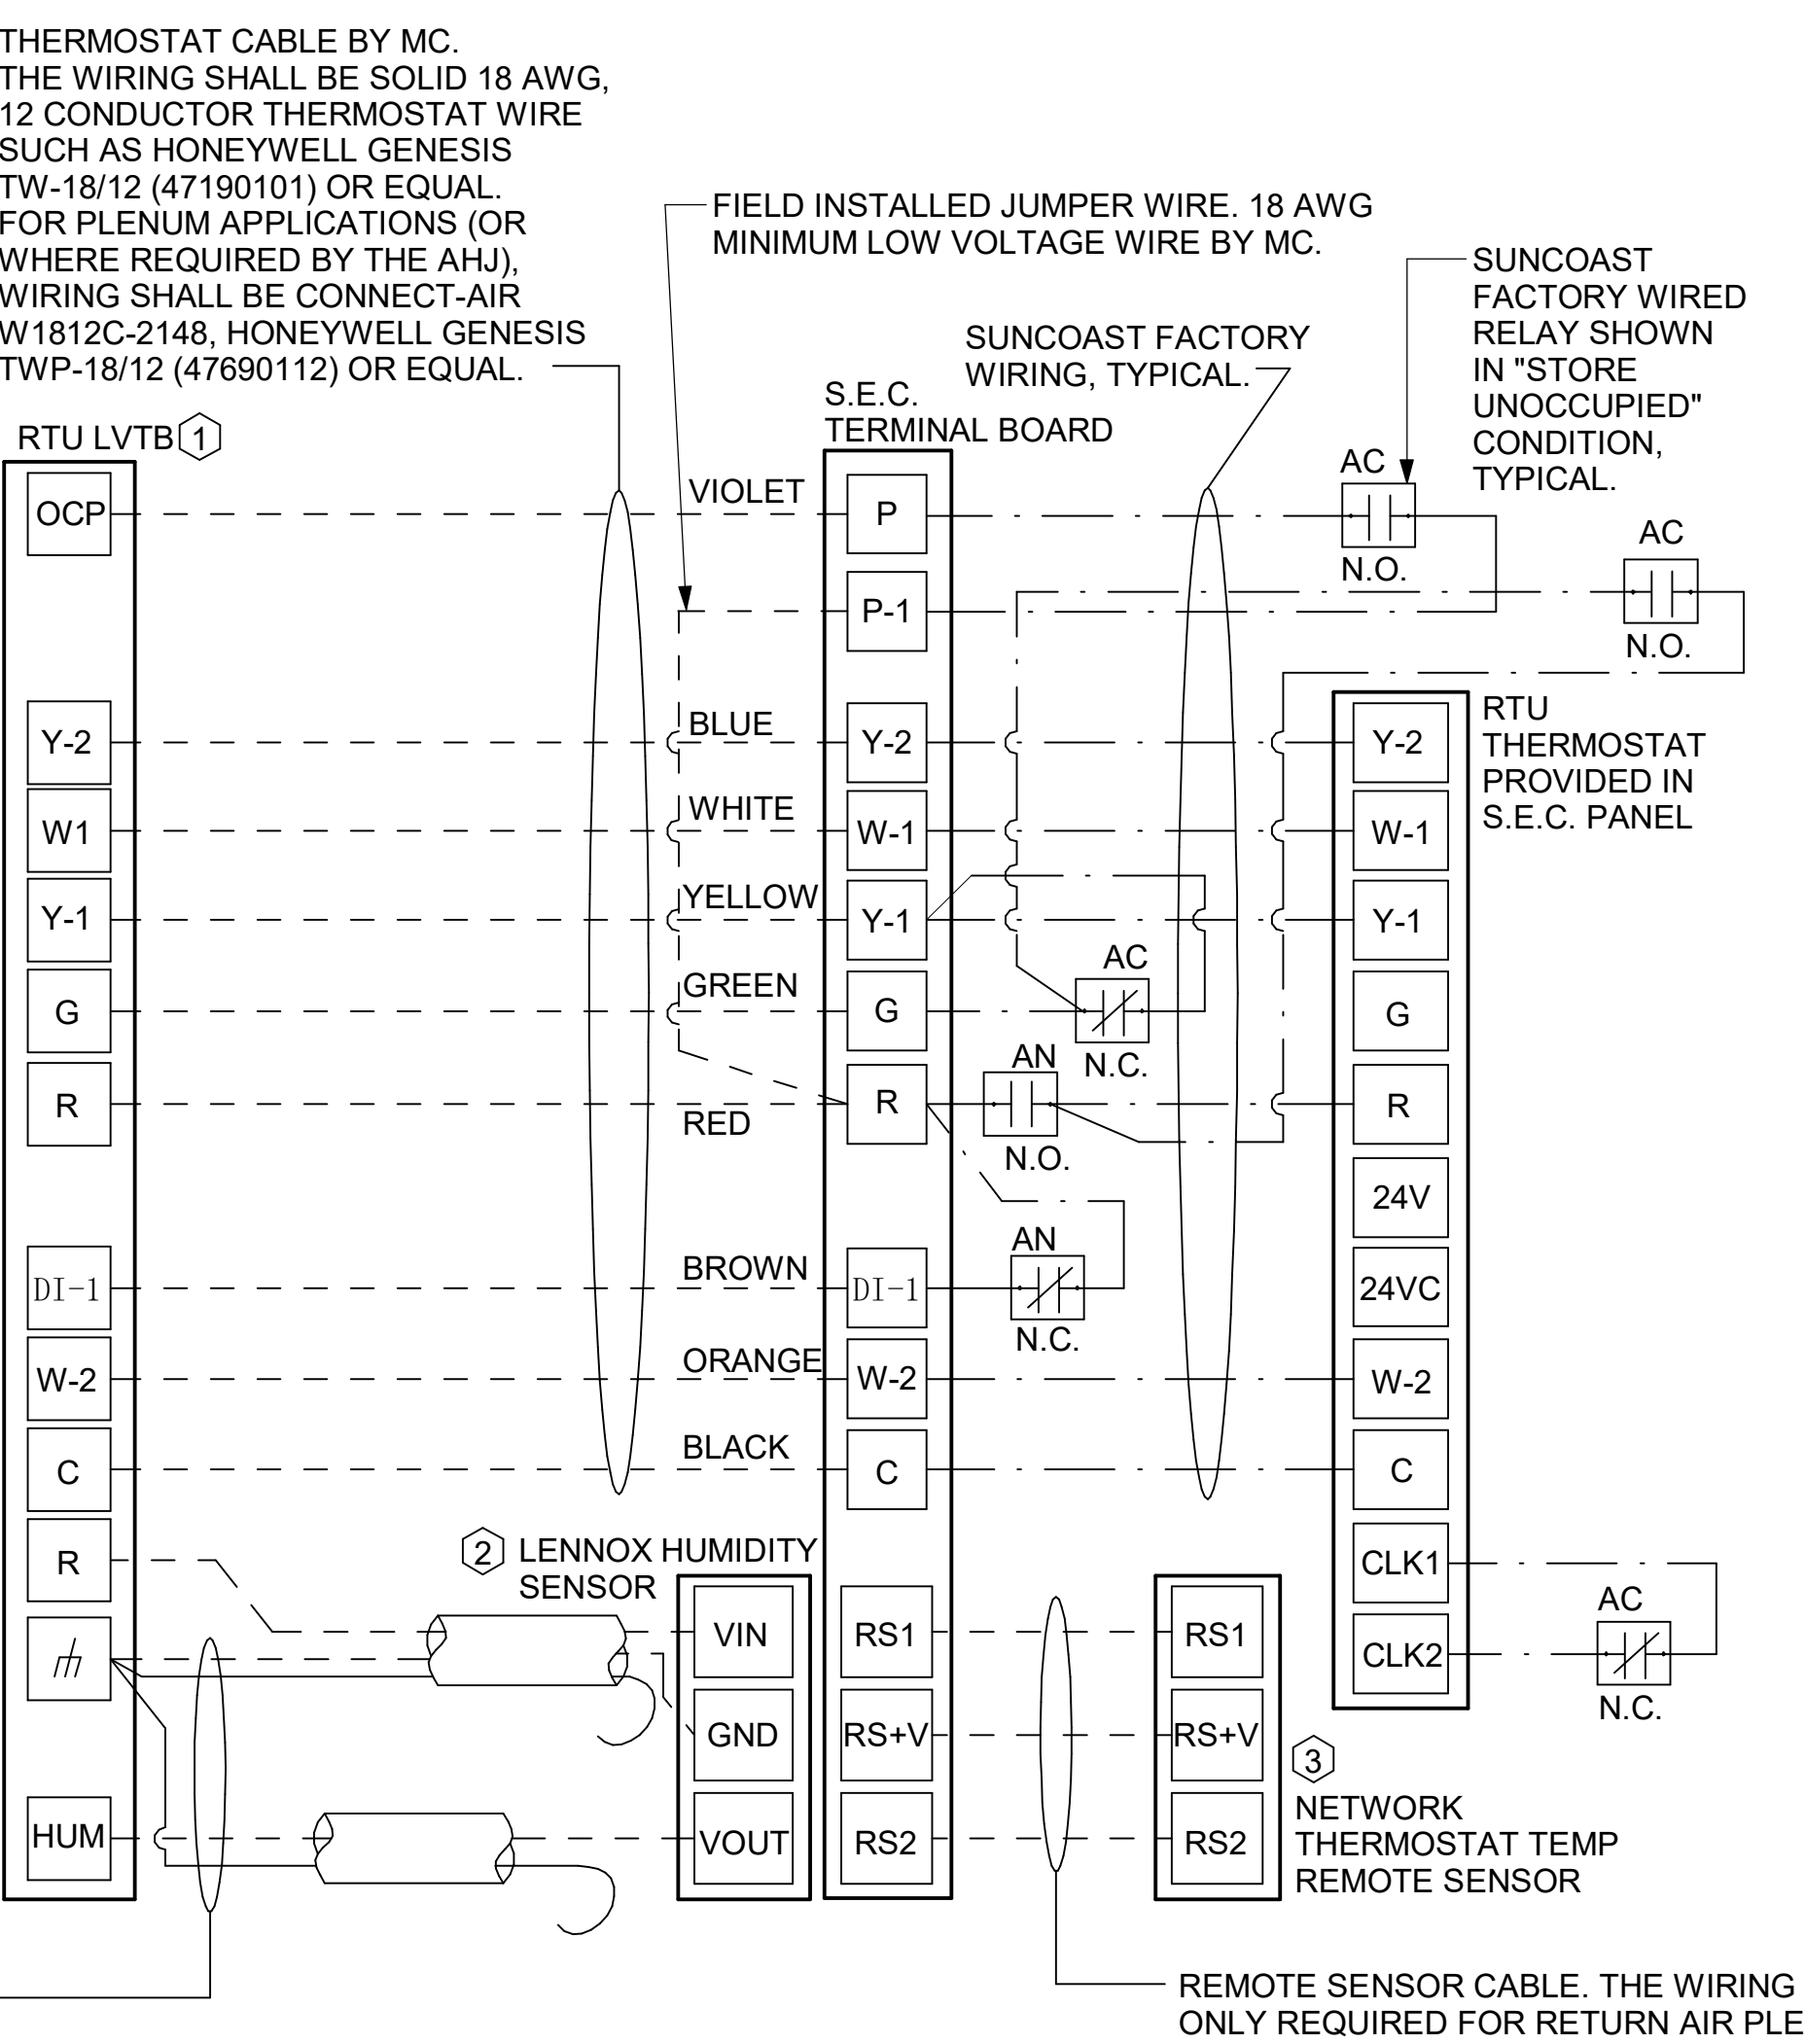 THERMOSTAT CABLE BY MC.
THE WIRING SHALL BE SOLID 18 AWG,
12 CONDUCTOR THERMOSTAT WIRE
SUCH AS HONEYWELL GENESIS
TW-18/12 (47190101) OR EQUAL.
FOR PLENUM APPLICATIONS (OR
WHERE REQUIRED BY THE AHJ),
WIRING SHALL BE CONNECT-AIR
W1812C-2148, HONEYWELL GENESIS
TWP-18/12 (47690112) OR EQUAL.
FIELD INSTALLED JUMPER WIRE. 18 AWG
MINIMUM LOW VOLTAGE WIRE BY MC.
SUNCOAST FACTORY
WIRING, TYPICAL.
SUNCOAST
FACTORY WIRED
RELAY SHOWN
IN "STORE
UNOCCUPIED"
CONDITION,
TYPICAL.
RTU LVTB 1
OCP
Y-2
W1
Y-1
G
R
DI-1
W-2
C
R
HUM
VIOLET
BLUE
WHITE
YELLOW
GREEN
RED
BROWN
ORANGE
BLACK
S.E.C.
TERMINAL BOARD
P
P-1
Y-2
W-1
Y-1
G
R
DI-1
W-2
C
RS1
RS+V
RS2
AC
N.O.
AC
N.O.
AC
N.C.
AN
N.O.
AN
N.C.
RTU
THERMOSTAT
PROVIDED IN
S.E.C. PANEL
Y-2
W-1
Y-1
G
R
24V
24VC
W-2
C
CLK1
CLK2
AC
N.C.
2 LENNOX HUMIDITY
SENSOR
VIN
GND
VOUT
RS1
RS+V
RS2
3
NETWORK
THERMOSTAT TEMP
REMOTE SENSOR
REMOTE SENSOR CABLE. THE WIRING
ONLY REQUIRED FOR RETURN AIR PLE